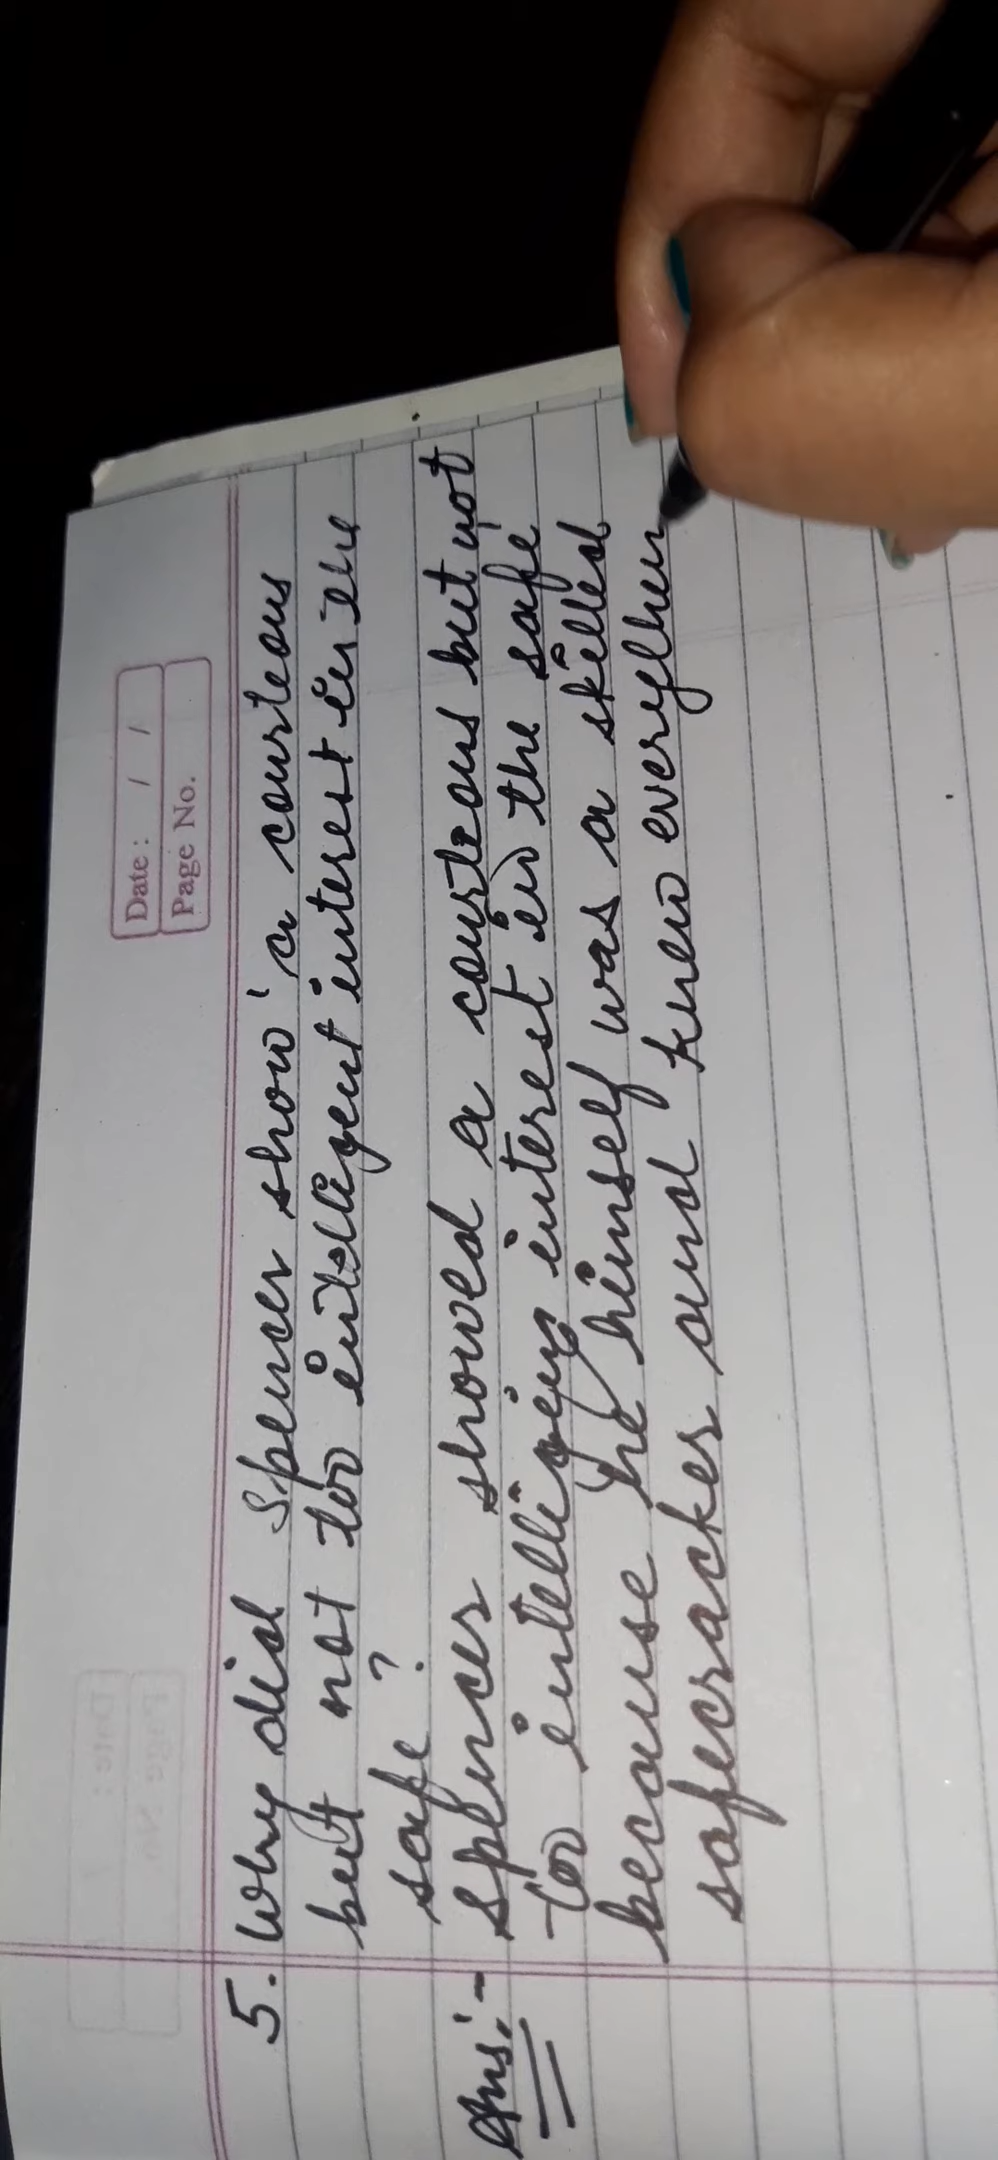 Date : / /
Page No.
5. Why did Spencer show 'a courteous
but not too intelligent interest in the
safe ?
Ans:- Spencer showed a courteous but not
too intelligen interest in the safe
because he himself was a skilled
safecracker and knew everythin